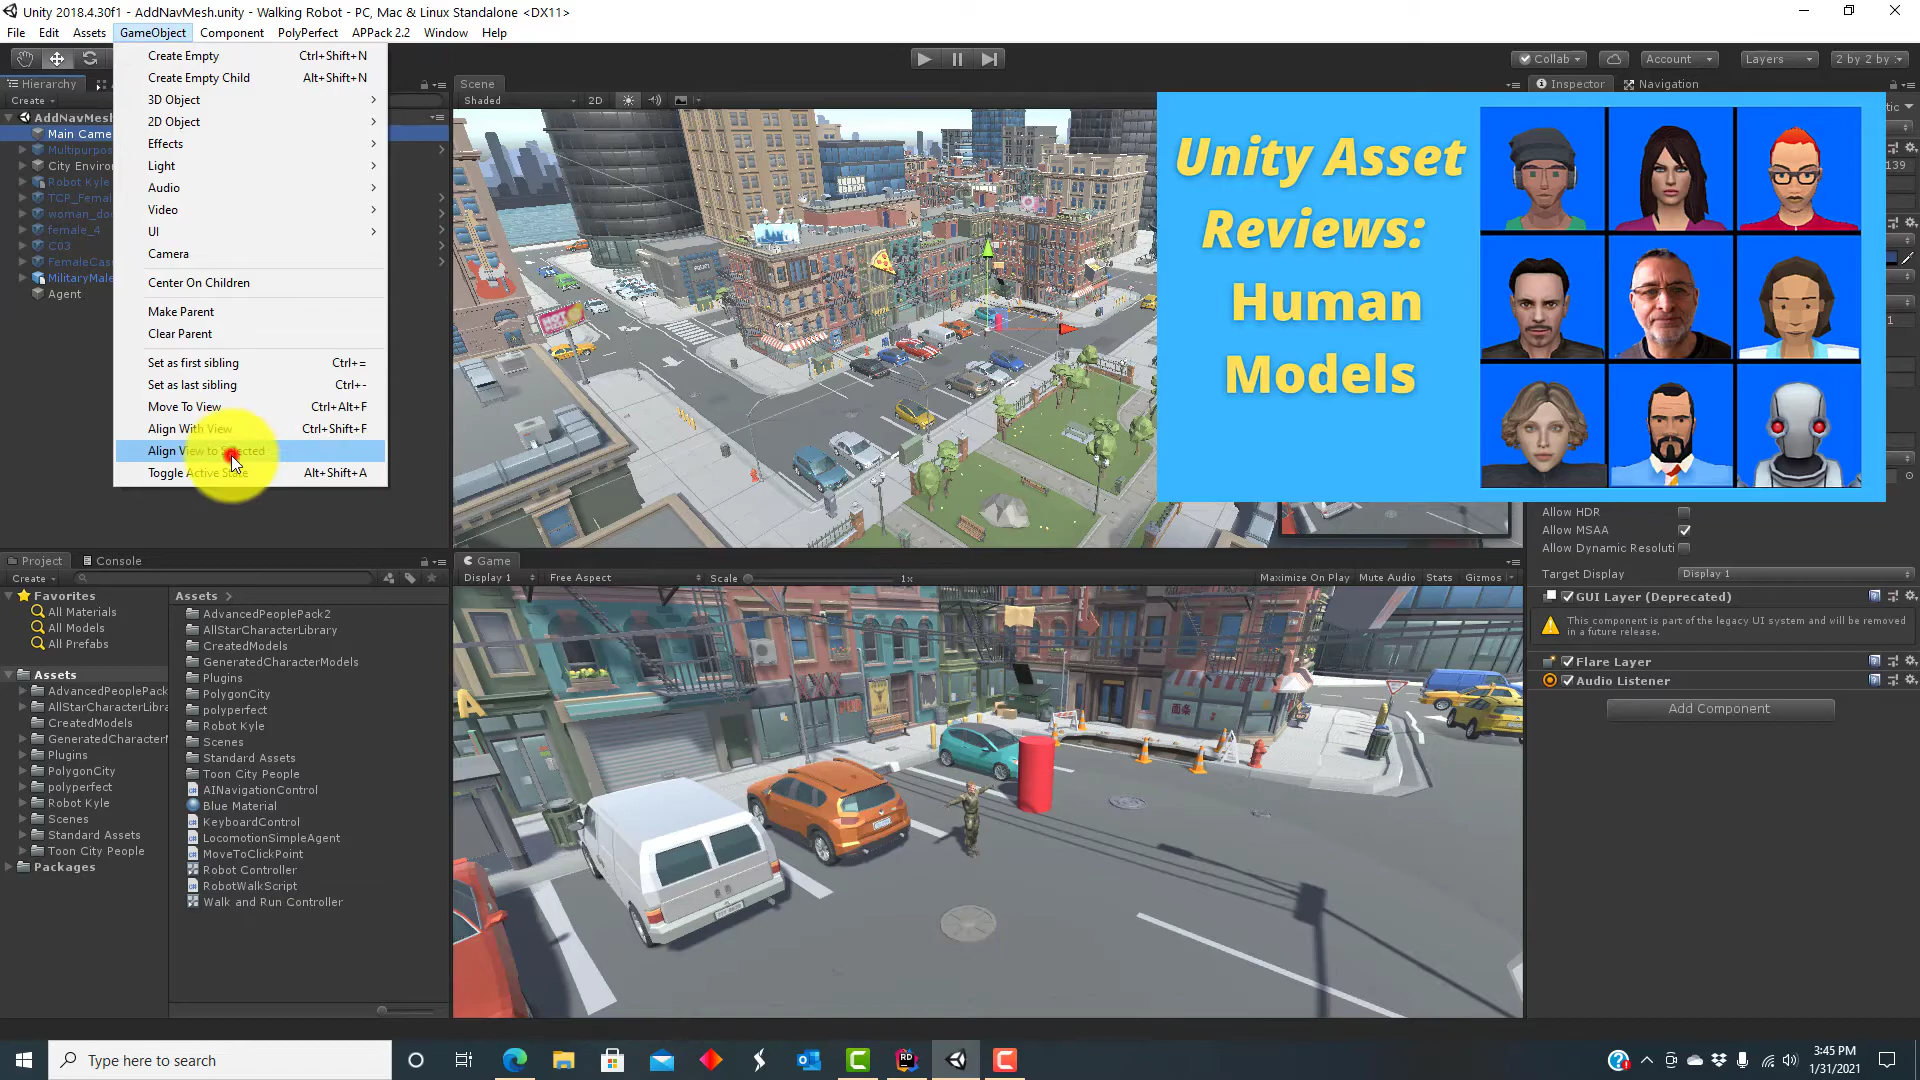 Unity 2018.4.30f1 - AddNavMesh.unity - Walking Robot - PC, Mac & Linux Standalone <DX11>
File Edit Assets GameObject Component PolyPerfect APPack 2.2 Window Help
Collab Account Layers 2 by 2 by
Hierarchy
Create
AddNavMesh
Main Came
Multipurpos
City Environ
Robot Kyle
TCP_Fema
woman_do
female_4
C03
FemaleCas
MilitaryMale
Agent
Create Empty Ctrl+Shift+N
Create Empty Child Alt+Shift+N
3D Object
2D Object
Effects
Light
Audio
Video
UI
Camera
Center On Children
Make Parent
Clear Parent
Set as first sibling Ctrl+=
Set as last sibling Ctrl+-
Move To View Ctrl+Alt+F
Align With View Ctrl+Shift+F
Align View to Selected
Toggle Active State Alt+Shift+A
Scene
Shaded 2D
Unity Asset
Reviews:
Human
Models
Inspector Navigation
139
Allow HDR
Allow MSAA
Allow Dynamic Resoluti
Target Display Display 1
GUI Layer (Deprecated)
This component is part of the legacy UI system and will be removed
in a future release.
Flare Layer
Audio Listener
Add Component
Project Console
Create
Favorites
All Materials
All Models
All Prefabs
Assets
AdvancedPeoplePack
AllStarCharacterLibra
CreatedModels
GeneratedCharacterM
Plugins
PolygonCity
polyperfect
Robot Kyle
Scenes
Standard Assets
Toon City People
Packages
Assets
AdvancedPeoplePack2
AllStarCharacterLibrary
CreatedModels
GeneratedCharacterModels
Plugins
PolygonCity
polyperfect
Robot Kyle
Scenes
Standard Assets
Toon City People
AINavigationControl
Blue Material
KeyboardControl
LocomotionSimpleAgent
MoveToClickPoint
Robot Controller
RobotWalkScript
Walk and Run Controller
Game
Display 1 Free Aspect Scale 1x Maximize On Play Mute Audio Stats Gizmos
Type here to search
3:45 PM
1/31/2021